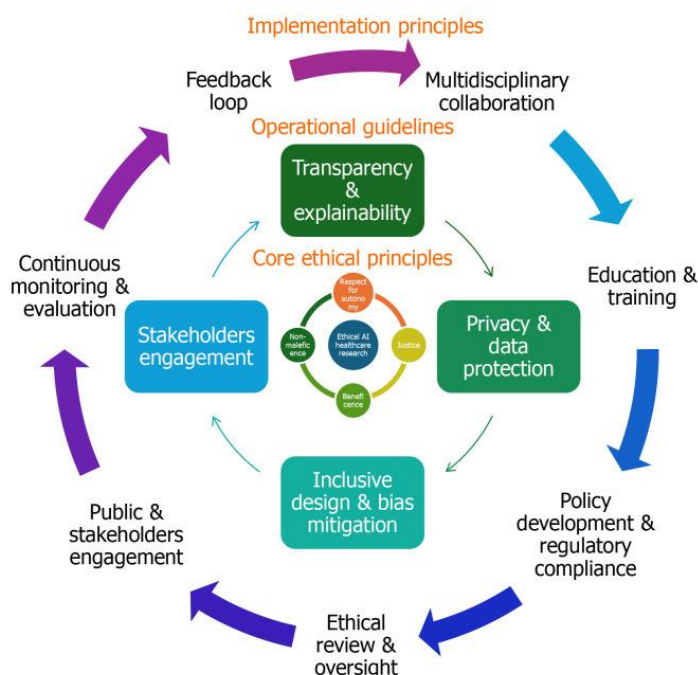 Implementation principles
Feedback
loop
Multidisciplinary
collaboration
Operational guidelines
Transparency
&
explainability
Education &
training
Continuous
monitoring &
evaluation
Core ethical principles
Stakeholders
engagement
Respect
for
autono
my
Non-
malefic
ence
Ethical AI
healthcare
research
Justice
Benefi
cence
Privacy &
data
protection
Inclusive
design & bias
mitigation
Policy
development &
regulatory
compliance
Ethical
review &
oversight
Public &
stakeholders
engagement